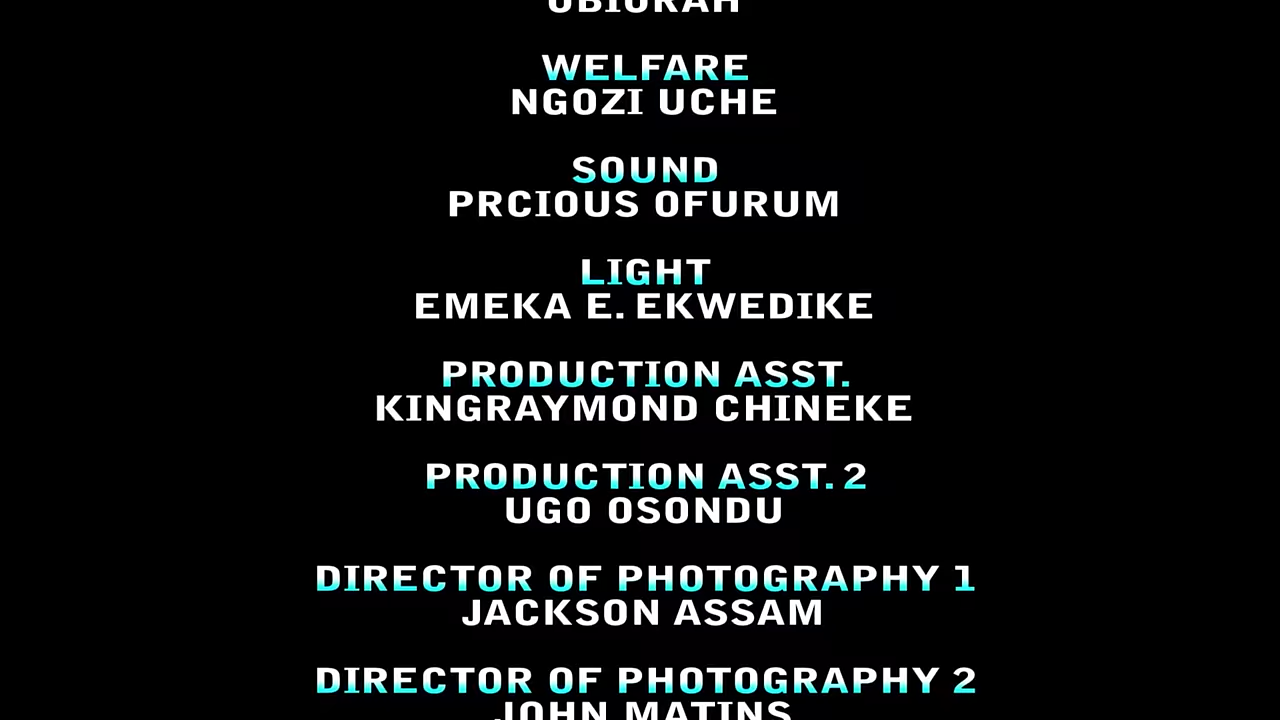 OBIORAH
WELFARE
NGOZI UCHE
SOUND
PRCIOUS OFURUM
LIGHT
EMEKA E. EKWEDIKE
PRODUCTION ASST.
KINGRAYMOND CHINEKE
PRODUCTION ASST. 2
UGO OSONDU
DIRECTOR OF PHOTOGRAPHY 1
JACKSON ASSAM
DIRECTOR OF PHOTOGRAPHY 2
JOHN MATINS